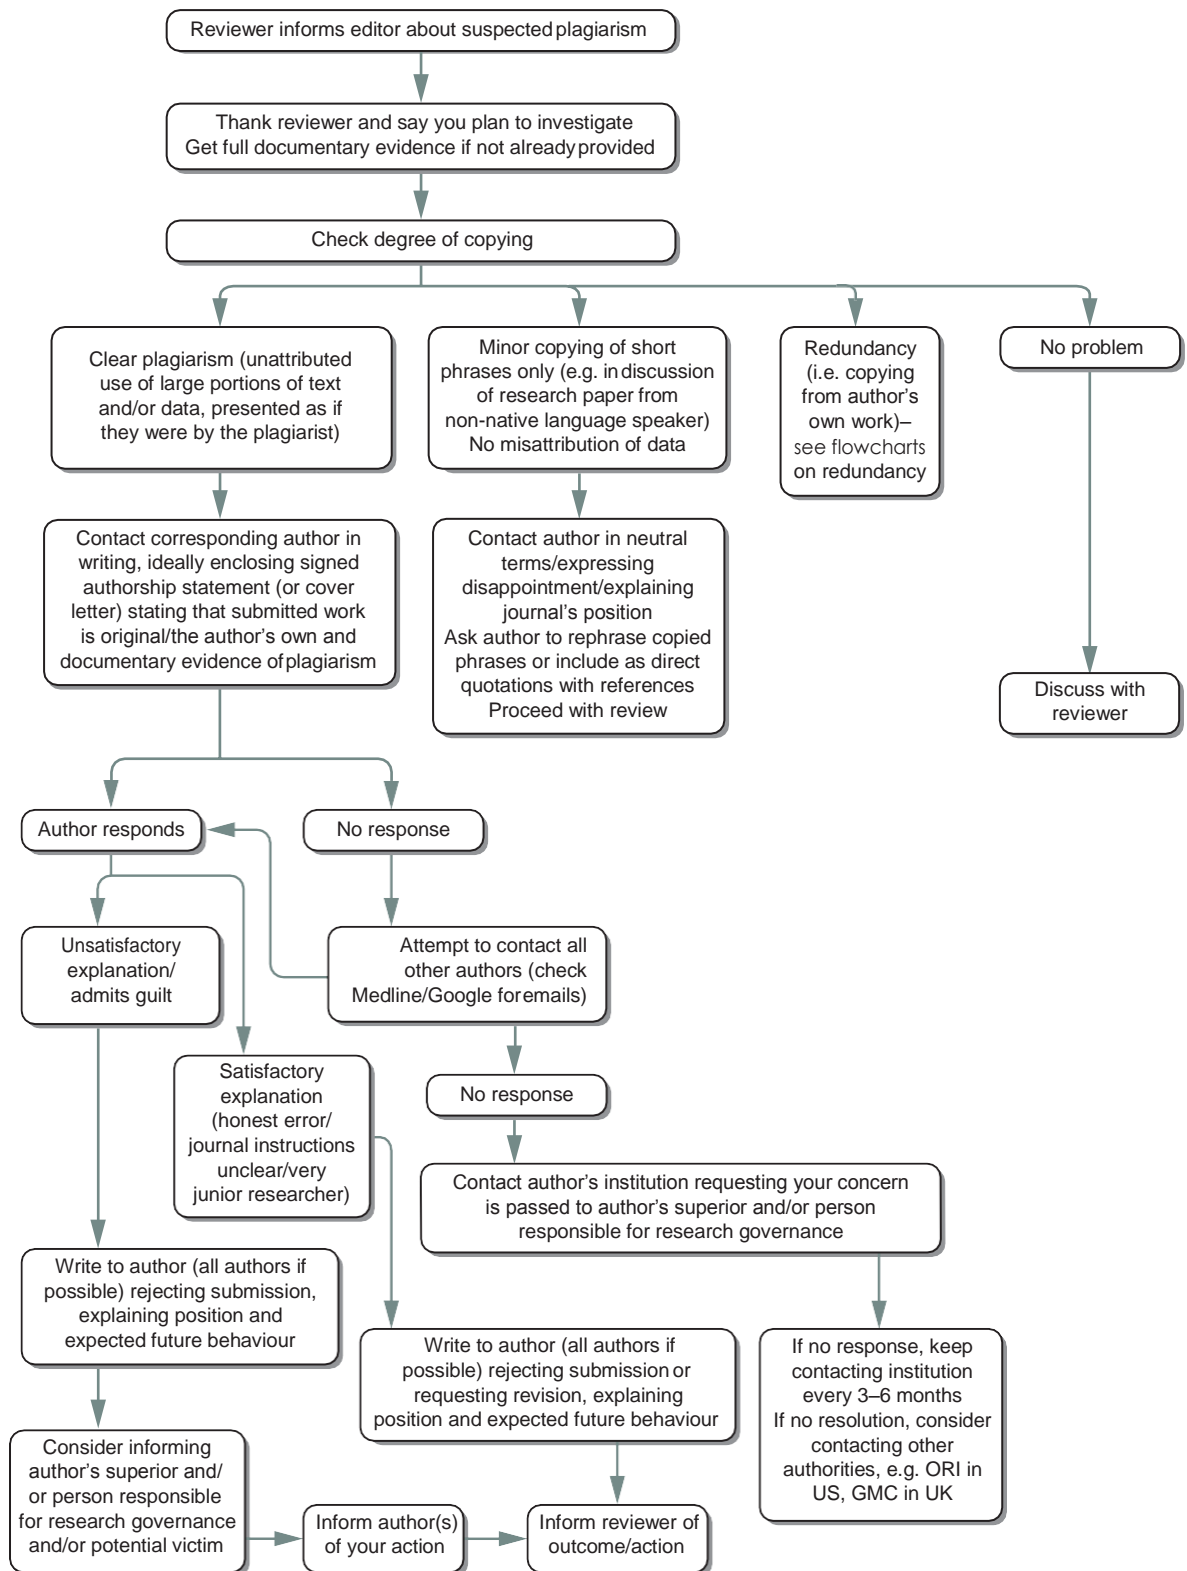 Reviewer informs editor about suspected plagiarism
Thank reviewer and say you plan to investigate
Get full documentary evidence if not already provided
Check degree of copying
Clear plagiarism (unattributed
use of large portions of text
and/or data, presented as if
they were by the plagiarist)
Minor copying of short
phrases only (e.g. in discussion
of research paper from
non-native language speaker)
No misattribution of data
Redundancy
(i.e. copying
from author's
own work)–
see flowcharts
on redundancy
No problem
Contact corresponding author in
writing, ideally enclosing signed
authorship statement (or cover
letter) stating that submitted work
is original/the author's own and
documentary evidence of plagiarism
Contact author in neutral
terms/expressing
disappointment/explaining
journal's position
Ask author to rephrase copied
phrases or include as direct
quotations with references
Proceed with review
Discuss with
reviewer
Author responds
No response
Unsatisfactory
explanation/
admits guilt
Attempt to contact all
other authors (check
Medline/Google for emails)
Satisfactory
explanation
(honest error/
journal instructions
unclear/very
junior researcher)
No response
Contact author's institution requesting your concern
is passed to author's superior and/or person
responsible for research governance
Write to author (all authors if
possible) rejecting submission,
explaining position and
expected future behaviour
Write to author (all authors if
possible) rejecting submission or
requesting revision, explaining
position and expected future behaviour
If no response, keep
contacting institution
every 3–6 months
If no resolution, consider
contacting other
authorities, e.g. ORI in
US, GMC in UK
Consider informing
author's superior and/
or person responsible
for research governance
and/or potential victim
Inform author(s)
of your action
Inform reviewer of
outcome/action